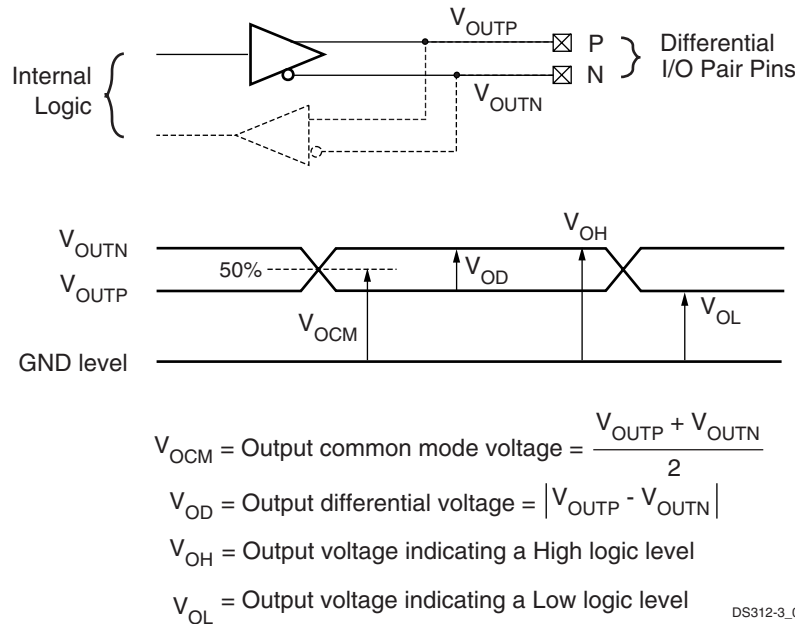 V_OUTP
P
N
Differential
I/O Pair Pins
Internal
Logic
V_OUTN
V_OUTN
V_OH
50%
V_OD
V_OUTP
V_OL
V_OCM
GND level
V_OCM = Output common mode voltage = (V_OUTP + V_OUTN) / 2
V_OD = Output differential voltage = |V_OUTP - V_OUTN|
V_OH = Output voltage indicating a High logic level
V_OL = Output voltage indicating a Low logic level